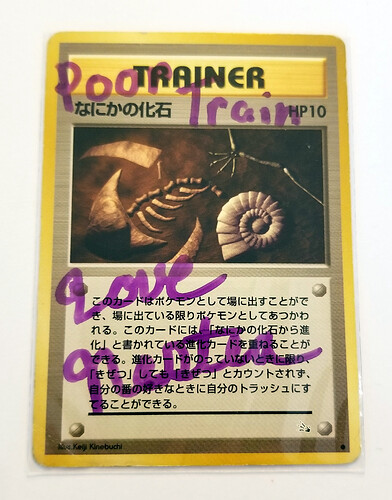 TRAINER
Poor Train
なにかの化石 HP10
Love
このカードはポケモンとして場に出すことがで
き、場に出ている限りポケモンとしてあつかわ
れる。このカードには、「なにかの化石から進
化」と書かれている進化カードを重ねることが
できる。進化カードがのっていないときに限り、
「きぜつ」しても「きぜつ」とカウントされず、
自分の番の好きなときに自分のトラッシュにす
てることができる。
Illus. Keiji Kinebuchi